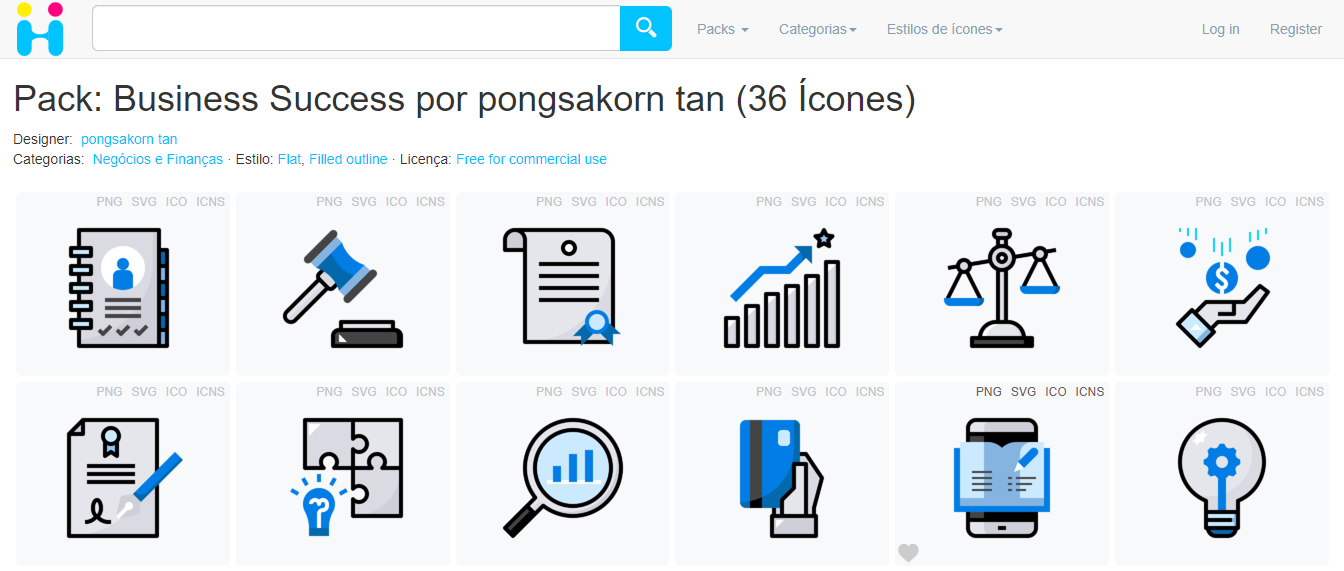 Packs Categorias Estilos de ícones Log in Register
Pack: Business Success por pongsakorn tan (36 Ícones)
Designer: pongsakorn tan
Categorias: Negócios e Finanças · Estilo: Flat, Filled outline · Licença: Free for commercial use
PNG SVG ICO ICNS PNG SVG ICO ICNS PNG SVG ICO ICNS PNG SVG ICO ICNS PNG SVG ICO ICNS PNG SVG ICO ICNS
$
PNG SVG ICO ICNS PNG SVG ICO ICNS PNG SVG ICO ICNS PNG SVG ICO ICNS PNG SVG ICO ICNS PNG SVG ICO ICNS
?